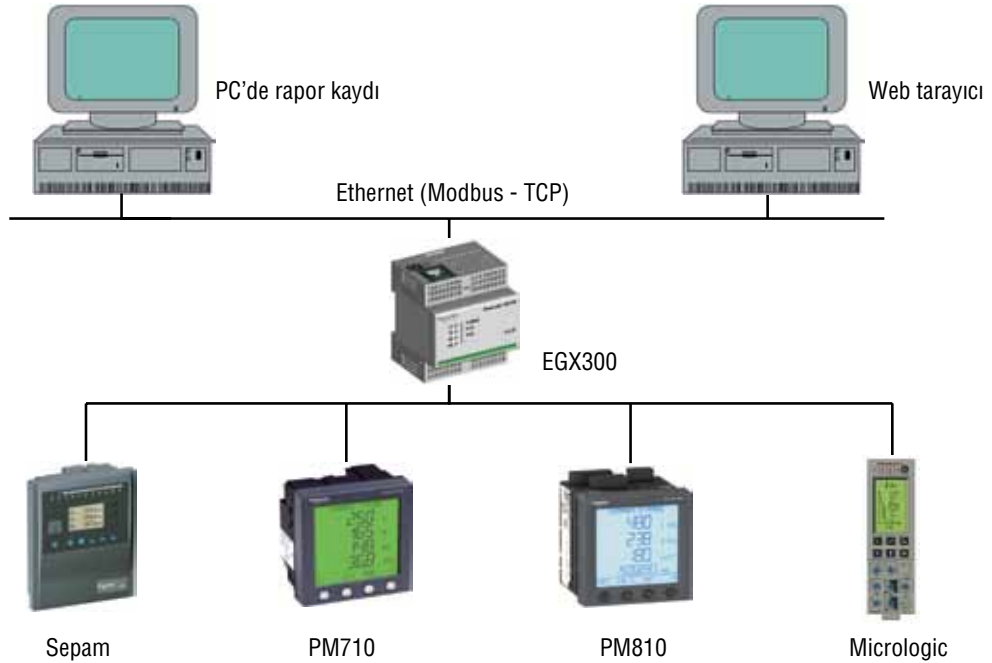 PC’de rapor kaydı
Web tarayıcı
Ethernet (Modbus - TCP)
EGX300
Sepam
PM710
PM810
Micrologic